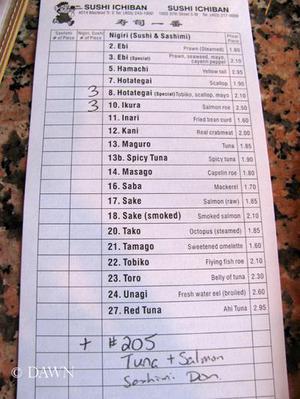 SUSHI ICHIBAN SUSHI ICHIBAN
寿司一番
Sashimi # of Piece Nigiri, Sushi # of Piece Nigiri (Sushi & Sashimi)
2. Ebi Prawn (Steamed) 1.80
3. Ebi (Special) Prawn, seaweed, mayo, cayenn pepper 2.10
5. Hamachi Yellow tail 2.95
7. Hotategai Scallop 1.90
3 8. Hotategai (Special) Tobiko, scallop, mayo 2.10
3 10. Ikura Salmon roe 2.50
11. Inari Fried bean curd 1.60
12. Kani Real crabmeat 2.00
13. Maguro Tuna 1.85
13b. Spicy Tuna Spicy tuna 1.90
14. Masago Capelin roe 1.80
16. Saba Mackerel 1.70
17. Sake Salmon (raw) 1.85
18. Sake (smoked) Smoked salmon 2.10
20. Tako Octopus (steamed) 1.85
21. Tamago Sweetened omelette 1.60
22. Tobiko Flying fish roe 2.10
23. Toro Belly of tuna 2.30
24. Unagi Fresh water eel (broiled) 2.60
27. Red Tuna Ahi Tuna 2.95
+ #205
Tuna + Salmon
Sashimi Don
© DAWN